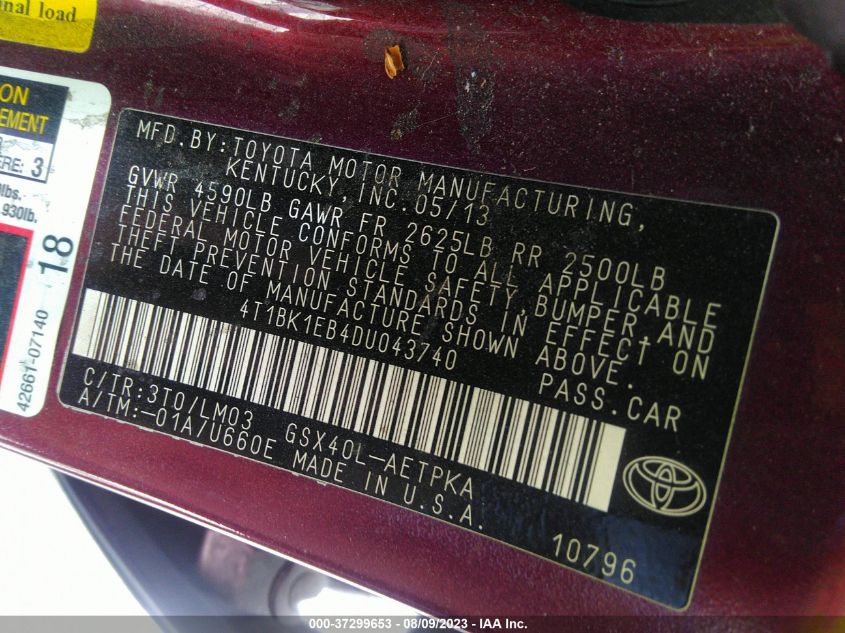 nal load
ON
EMENT
ERE: 3
lbs.
930lb.
18
42661-07140
MFD.BY:TOYOTA MOTOR MANUFACTURING,
KENTUCKY, INC.05/13
GVWR 4590LB GAWR FR 2625LB RR 2500LB
THIS VEHICLE CONFORMS TO ALL APPLICABLE
FEDERAL MOTOR VEHICLE SAFETY,BUMPER,AND
THEFT PREVENTION STANDARDS IN EFFECT ON
THE DATE OF MANUFACTURE SHOWN ABOVE.
4T1BK1EB4DU043740
PASS.CAR
C/TR:3T0/LM03 GSX40L-AETPKA
A/TM:-01A/U660E MADE IN U.S.A.
10796
000-37299653 - 08/09/2023 - IAA Inc.